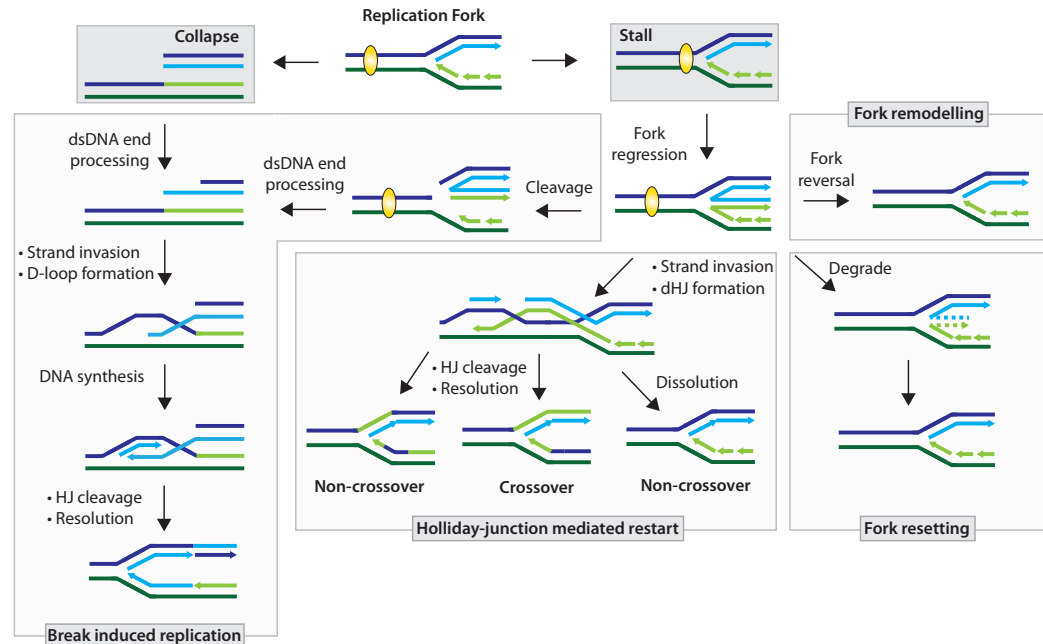 Replication Fork
Collapse
Stall
Fork remodelling
dsDNA end
processing
dsDNA end
processing
Cleavage
Fork
regression
Fork
reversal
• Strand invasion
• D-loop formation
• Strand invasion
• dHJ formation
Degrade
DNA synthesis
• HJ cleavage
• Resolution
Dissolution
• HJ cleavage
• Resolution
Non-crossover
Crossover
Non-crossover
Holliday-junction mediated restart
Fork resetting
Break induced replication